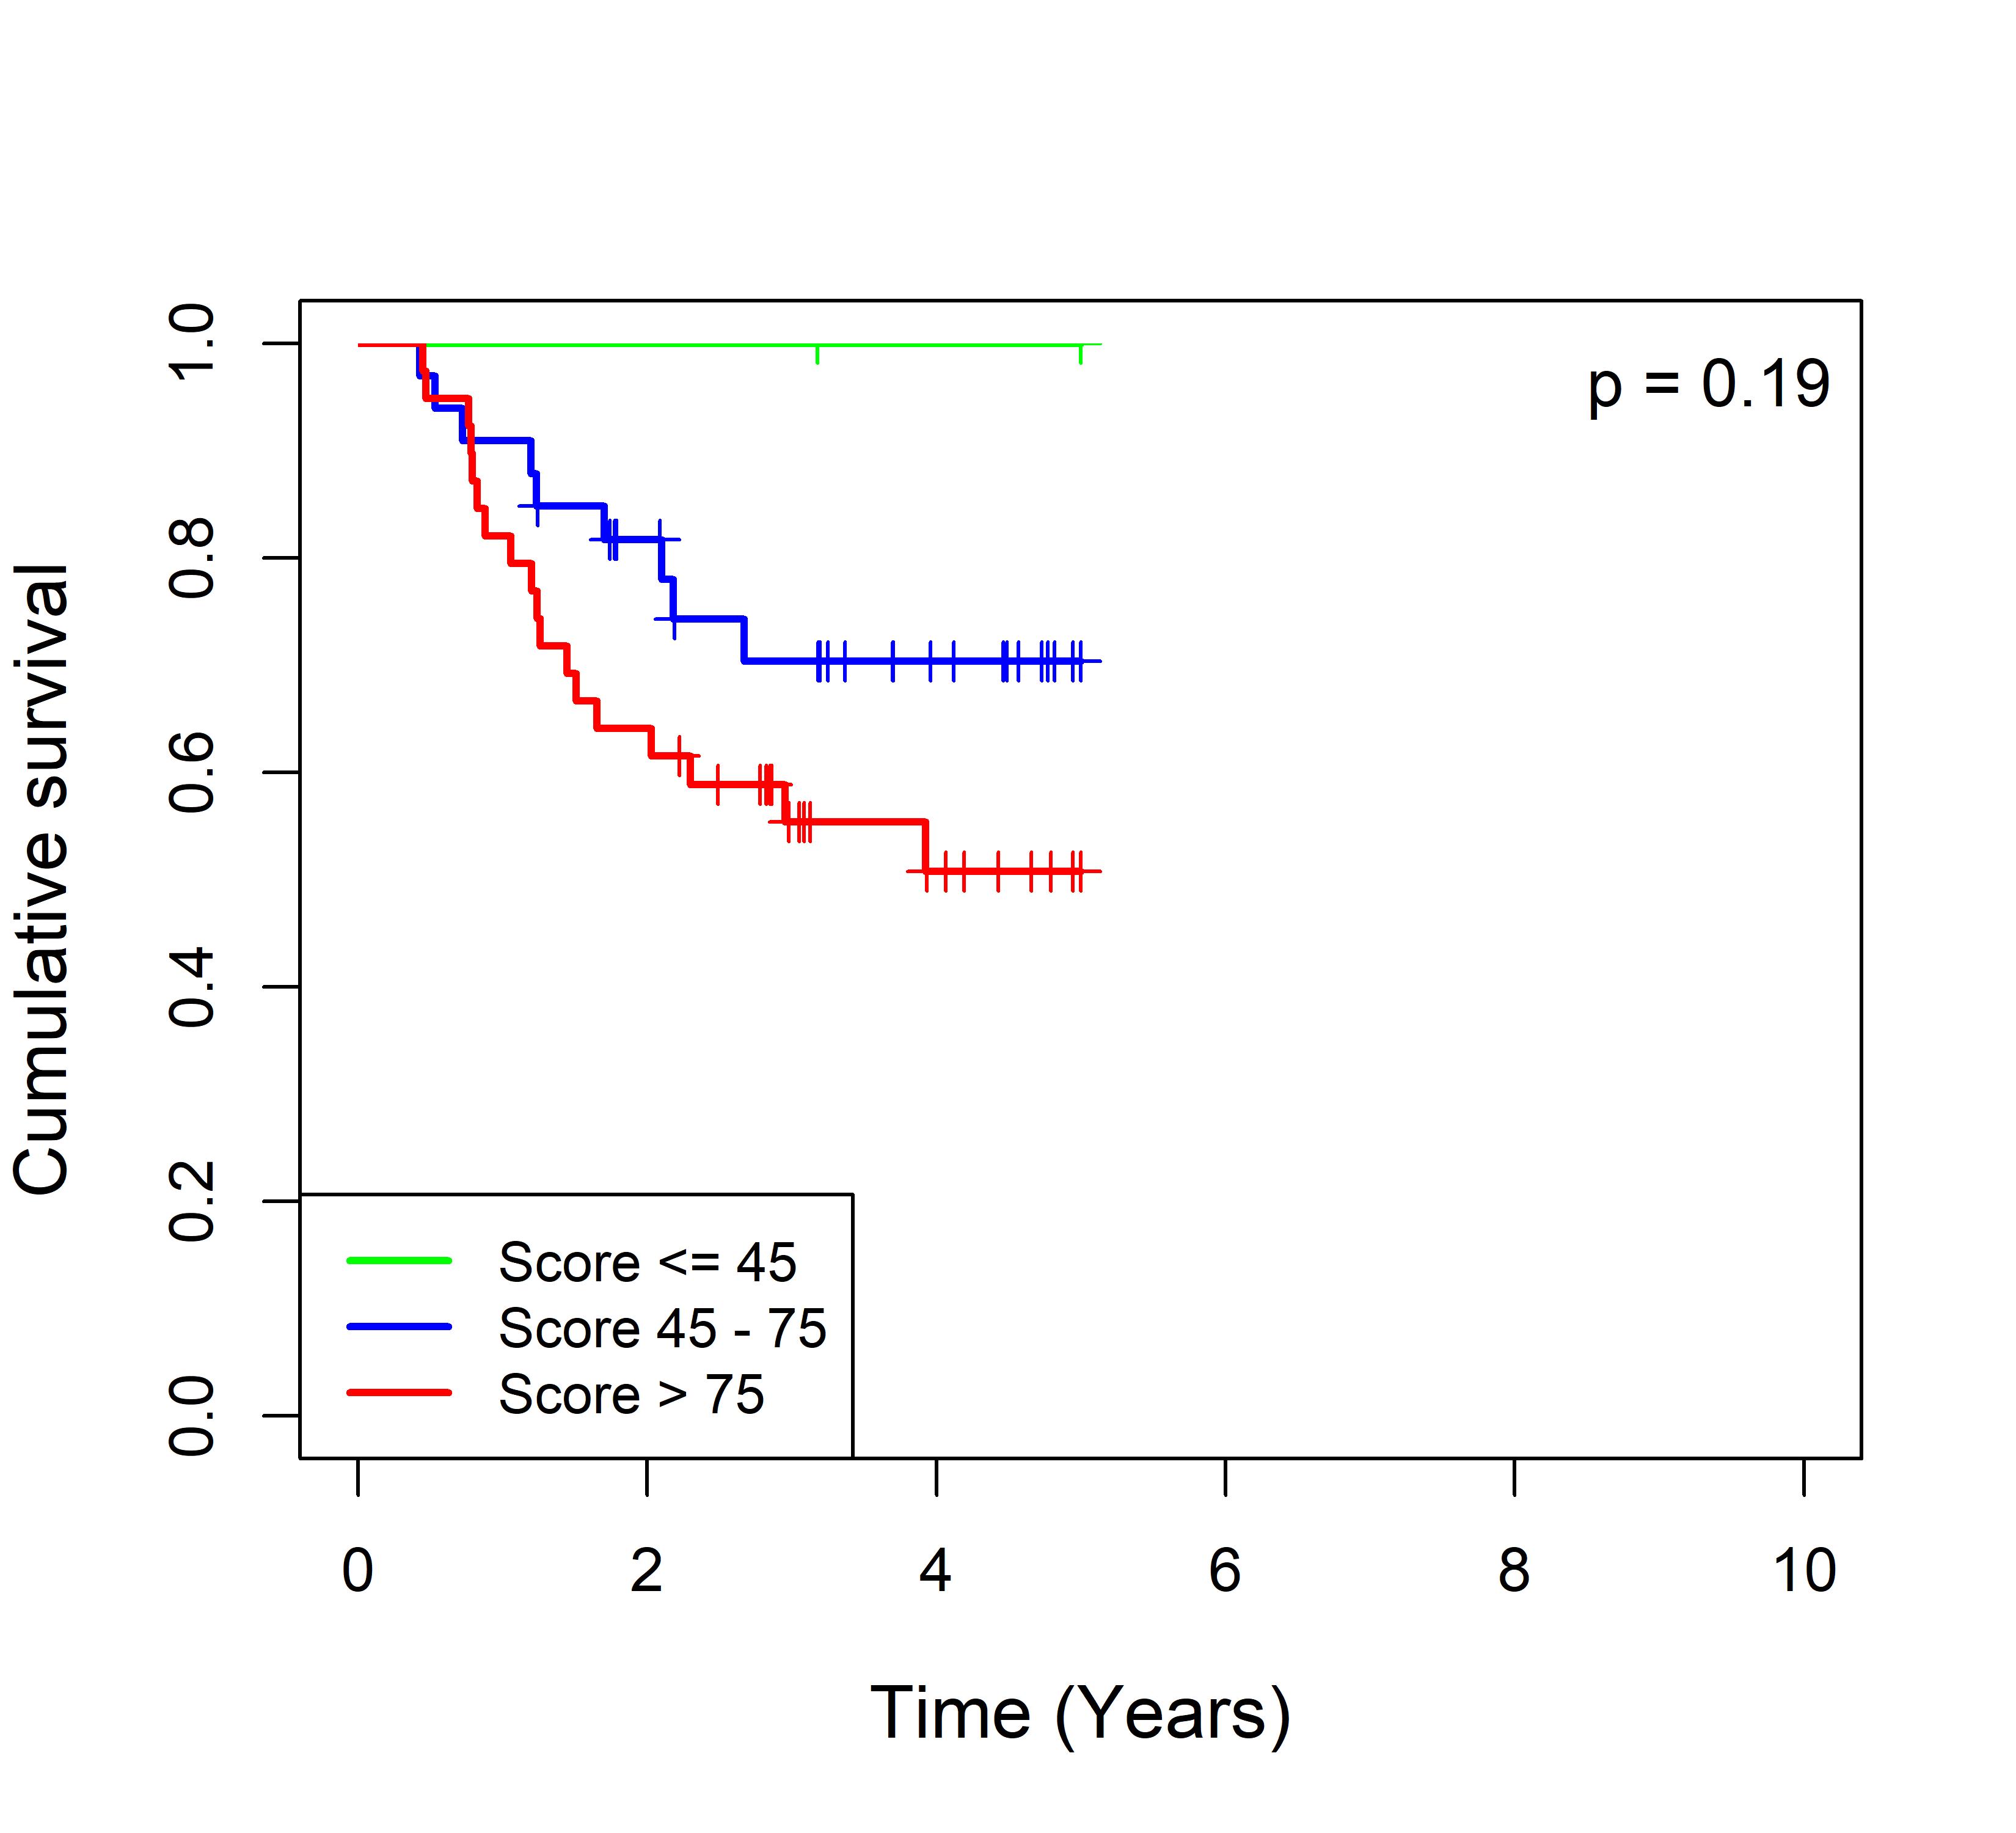 p = 0.19
Cumulative survival
1.0
0.8
0.6
0.4
0.2
0.0
Score <= 45
Score 45 - 75
Score > 75
0 2 4 6 8 10
Time (Years)